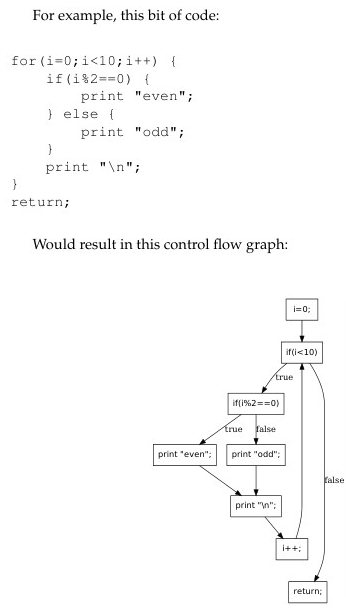 For example, this bit of code:
for(i=0;i<10;i++) {
    if(i%2==0) {
        print "even";
    } else {
        print "odd";
    }
    print "\n";
}
return;
Would result in this control flow graph:
i=0;
if(i<10)
true
if(i%2==0)
true
false
print "even";
print "odd";
false
print "\n";
i++;
return;